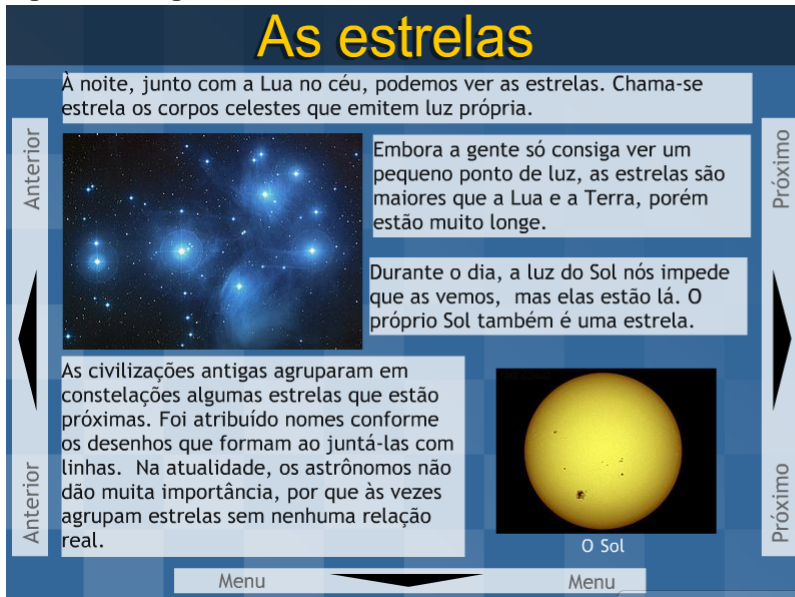 As estrelas
À noite, junto com a Lua no céu, podemos ver as estrelas. Chama-se
estrela os corpos celestes que emitem luz própria.
Anterior
Embora a gente só consiga ver um
pequeno ponto de luz, as estrelas são
maiores que a Lua e a Terra, porém
estão muito longe.
Próximo
Durante o dia, a luz do Sol nós impede
que as vemos, mas elas estão lá. O
próprio Sol também é uma estrela.
As civilizações antigas agruparam em
constelações algumas estrelas que estão
próximas. Foi atribuído nomes conforme
os desenhos que formam ao juntá-las com
linhas. Na atualidade, os astrônomos não
dão muita importância, por que às vezes
agrupam estrelas sem nenhuma relação
real.
Anterior
O Sol
Próximo
Menu
Menu